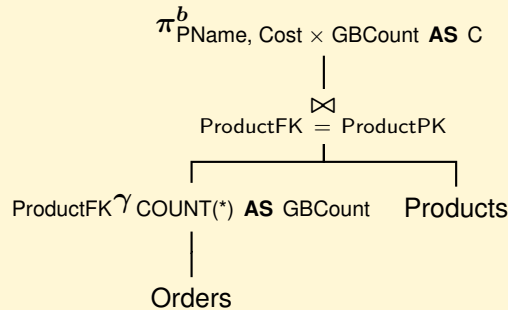 π^b PName, Cost × GBCount AS C
⋈
ProductFK = ProductPK
ProductFK γ COUNT(*) AS GBCount Products
Orders